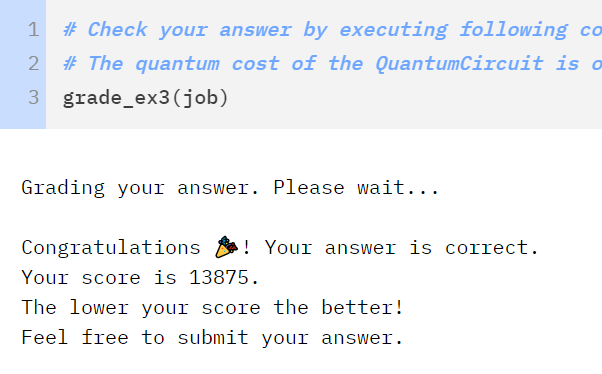 1 # Check your answer by executing following co
2 # The quantum cost of the QuantumCircuit is o
3 grade_ex3(job)
Grading your answer. Please wait...
Congratulations 🎉! Your answer is correct.
Your score is 13875.
The lower your score the better!
Feel free to submit your answer.